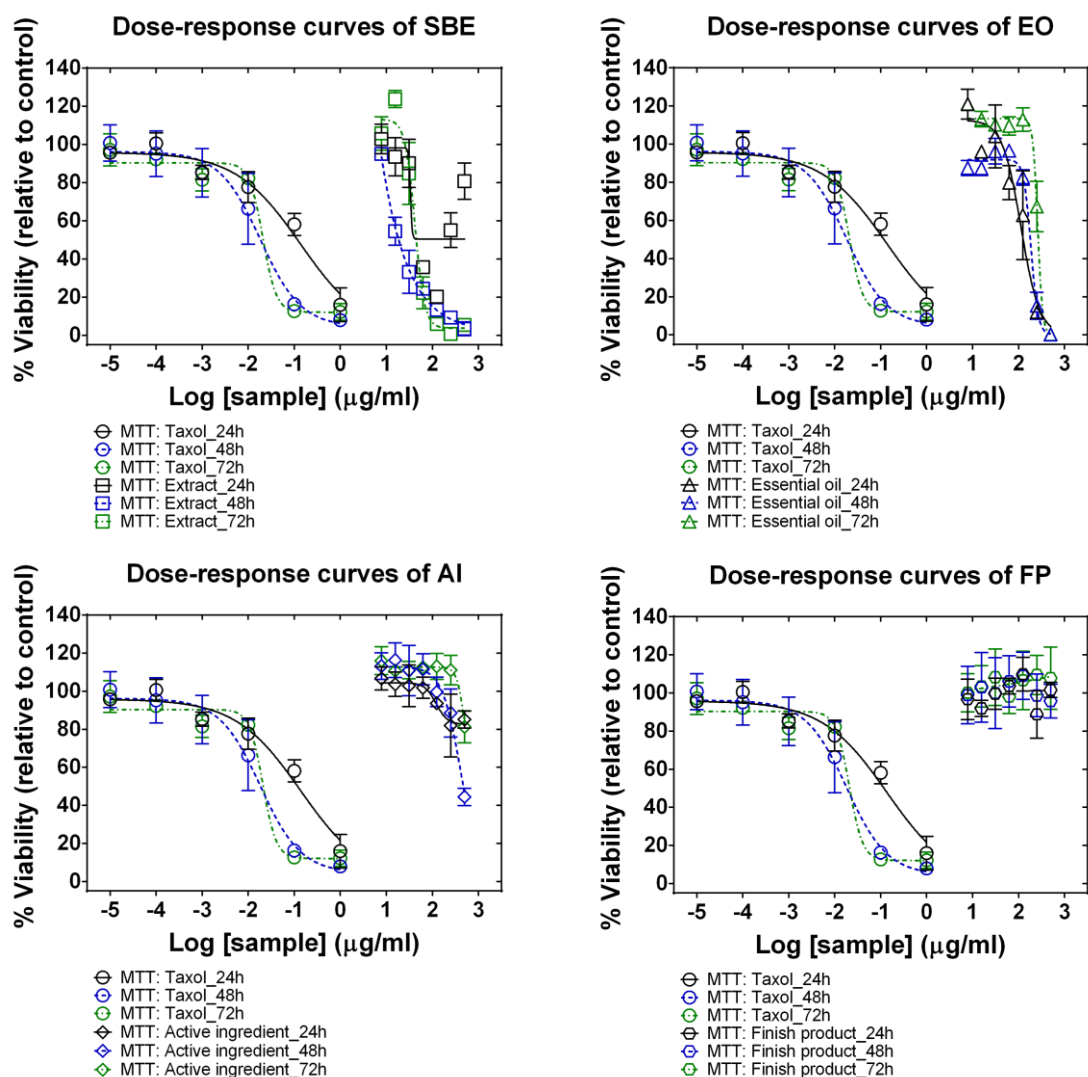 Dose-response curves of SBE
% Viability (relative to control)
140
120
100
80
60
40
20
0
-5 -4 -3 -2 -1 0 1 2 3
Log [sample] (μg/ml)
MTT: Taxol_24h
MTT: Taxol_48h
MTT: Taxol_72h
MTT: Extract_24h
MTT: Extract_48h
MTT: Extract_72h
Dose-response curves of EO
% Viability (relative to control)
140
120
100
80
60
40
20
0
-5 -4 -3 -2 -1 0 1 2 3
Log [sample] (μg/ml)
MTT: Taxol_24h
MTT: Taxol_48h
MTT: Taxol_72h
MTT: Essential oil_24h
MTT: Essential oil_48h
MTT: Essential oil_72h
Dose-response curves of AI
% Viability (relative to control)
140
120
100
80
60
40
20
0
-5 -4 -3 -2 -1 0 1 2 3
Log [sample] (μg/ml)
MTT: Taxol_24h
MTT: Taxol_48h
MTT: Taxol_72h
MTT: Active ingredient_24h
MTT: Active ingredient_48h
MTT: Active ingredient_72h
Dose-response curves of FP
% Viability (relative to control)
140
120
100
80
60
40
20
0
-5 -4 -3 -2 -1 0 1 2 3
Log [sample] (μg/ml)
MTT: Taxol_24h
MTT: Taxol_48h
MTT: Taxol_72h
MTT: Finish product_24h
MTT: Finish product_48h
MTT: Finish product_72h